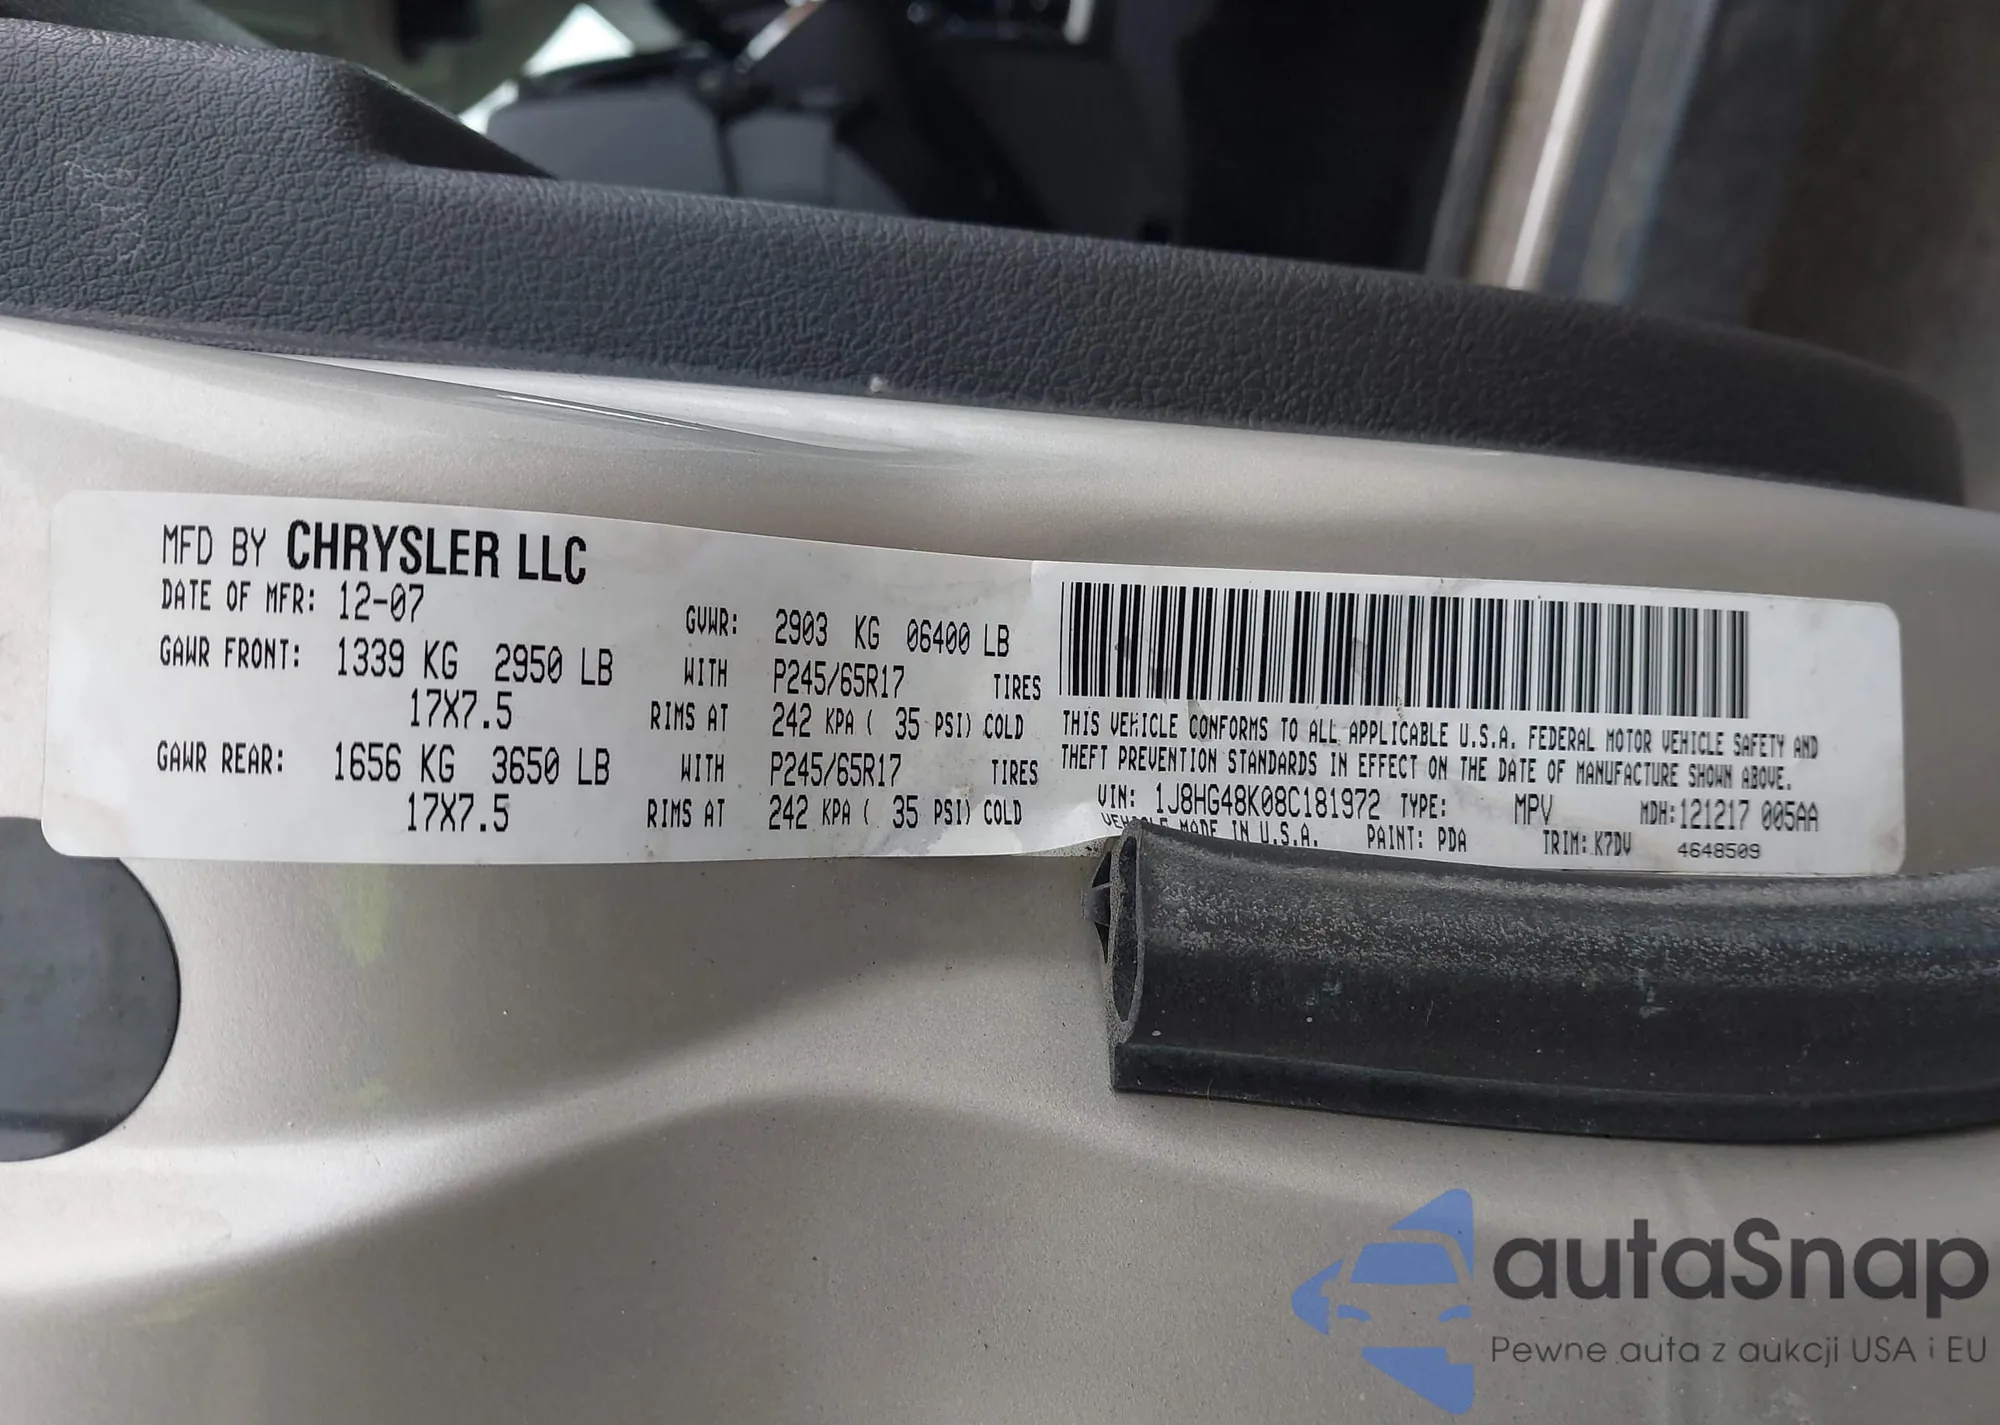 MFD BY CHRYSLER LLC
DATE OF MFR: 12-07
GAWR FRONT: 1339 KG 2950 LB
17X7.5
GAWR REAR: 1656 KG 3650 LB
17X7.5
GVWR: 2903 KG 06400 LB
WITH P245/65R17 TIRES
RIMS AT 242 KPA ( 35 PSI) COLD
WITH P245/65R17 TIRES
RIMS AT 242 KPA ( 35 PSI) COLD
THIS VEHICLE CONFORMS TO ALL APPLICABLE U.S.A. FEDERAL MOTOR VEHICLE SAFETY AND
THEFT PREVENTION STANDARDS IN EFFECT ON THE DATE OF MANUFACTURE SHOWN ABOVE.
VIN: 1J8HG48K08C181972 TYPE: MPV MDH: 121217 005AA
MADE IN U.S.A. PAINT: PDA TRIM: K7DV 4648509
autaSnap
Pewne auta z aukcji USA i EU